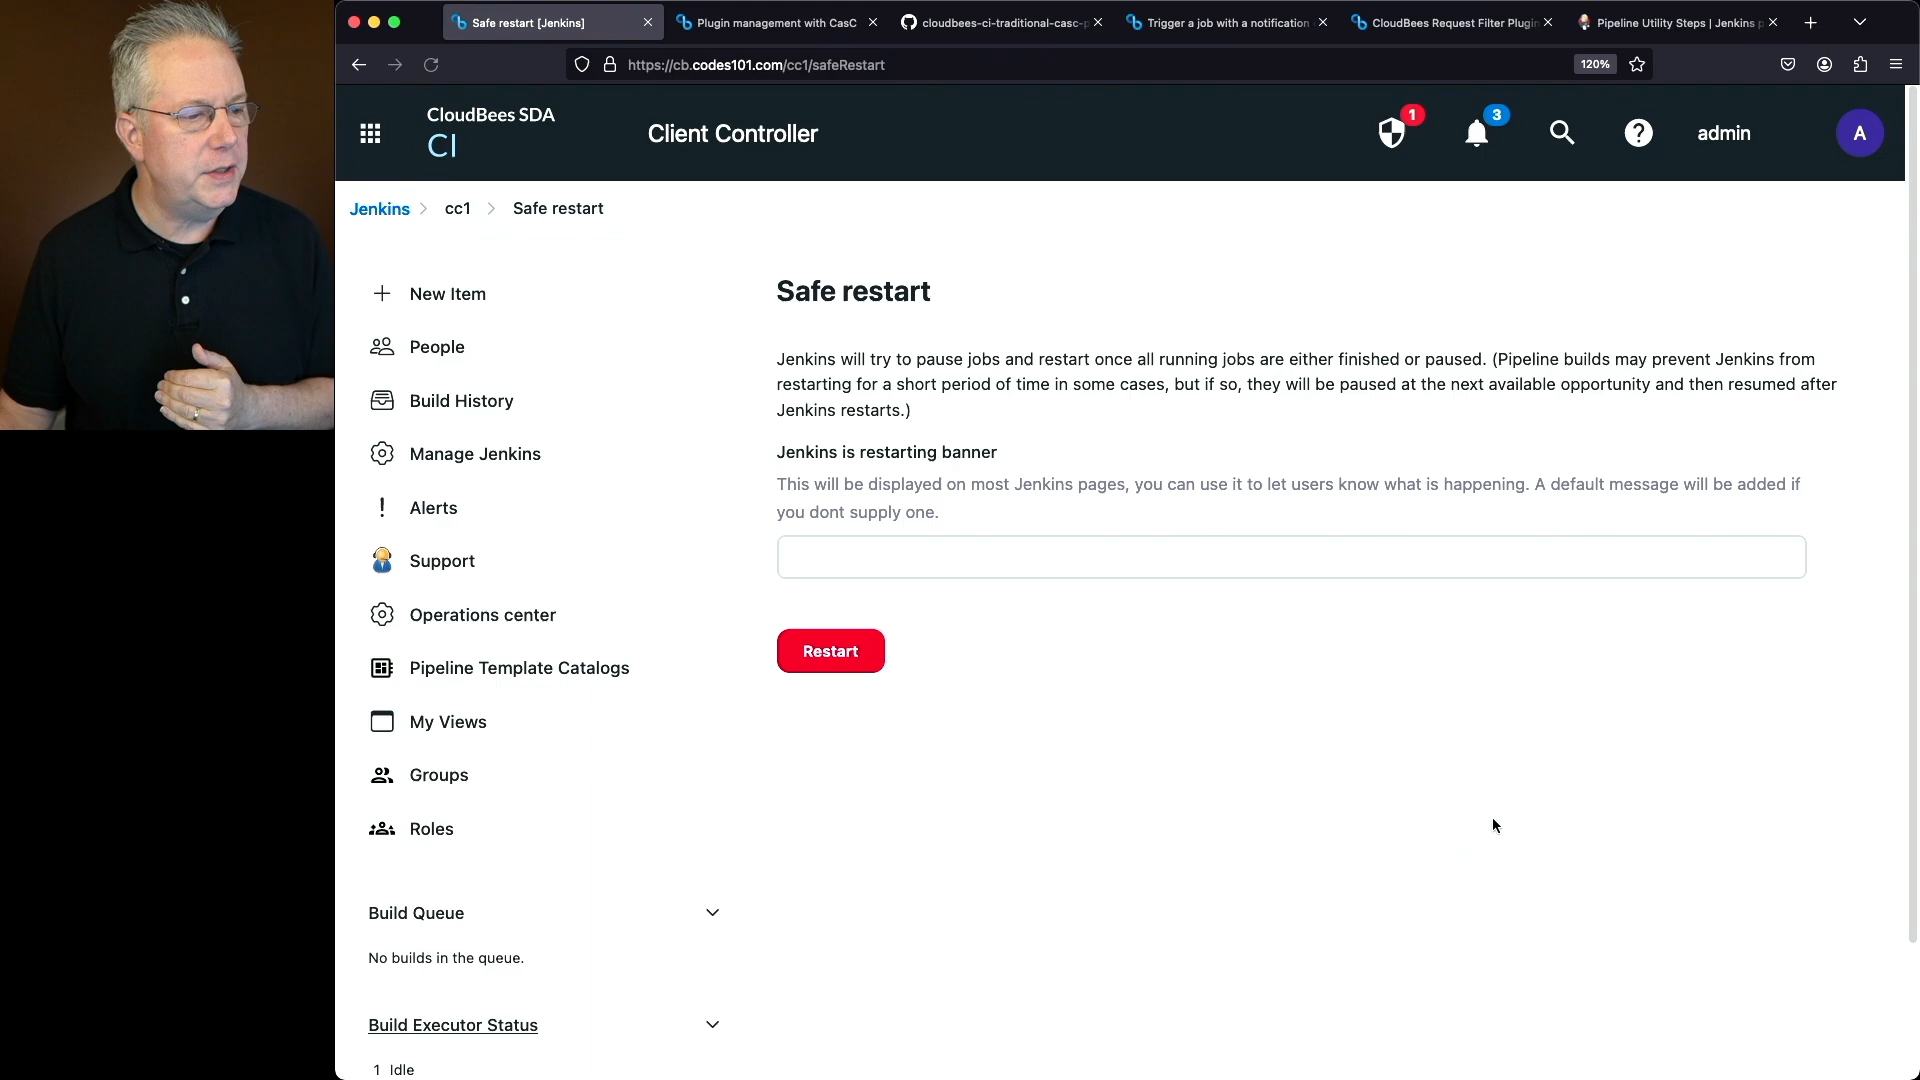 Safe restart [Jenkins]
Plugin management with CasC
cloudbees-ci-traditional-casc-p
Trigger a job with a notification
CloudBees Request Filter Plugin
Pipeline Utility Steps | Jenkins p
https://cb.codes101.com/cc1/safeRestart
120%
CloudBees SDA
CI
Client Controller
1
3
admin
A
Jenkins
cc1
Safe restart
New Item
People
Build History
Manage Jenkins
Alerts
Support
Operations center
Pipeline Template Catalogs
My Views
Groups
Roles
Build Queue
No builds in the queue.
Build Executor Status
1 Idle
Safe restart
Jenkins will try to pause jobs and restart once all running jobs are either finished or paused. (Pipeline builds may prevent Jenkins from
restarting for a short period of time in some cases, but if so, they will be paused at the next available opportunity and then resumed after
Jenkins restarts.)
Jenkins is restarting banner
This will be displayed on most Jenkins pages, you can use it to let users know what is happening. A default message will be added if
you dont supply one.
Restart